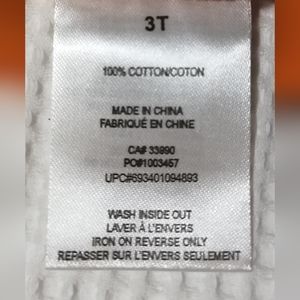 3T
100% COTTON/COTON
MADE IN CHINA
FABRIQUÉ EN CHINE
CA# 33990
PO#1003457
UPC#693401094893
WASH INSIDE OUT
LAVER À L'ENVERS
IRON ON REVERSE ONLY
REPASSER SUR L'ENVERS SEULEMENT